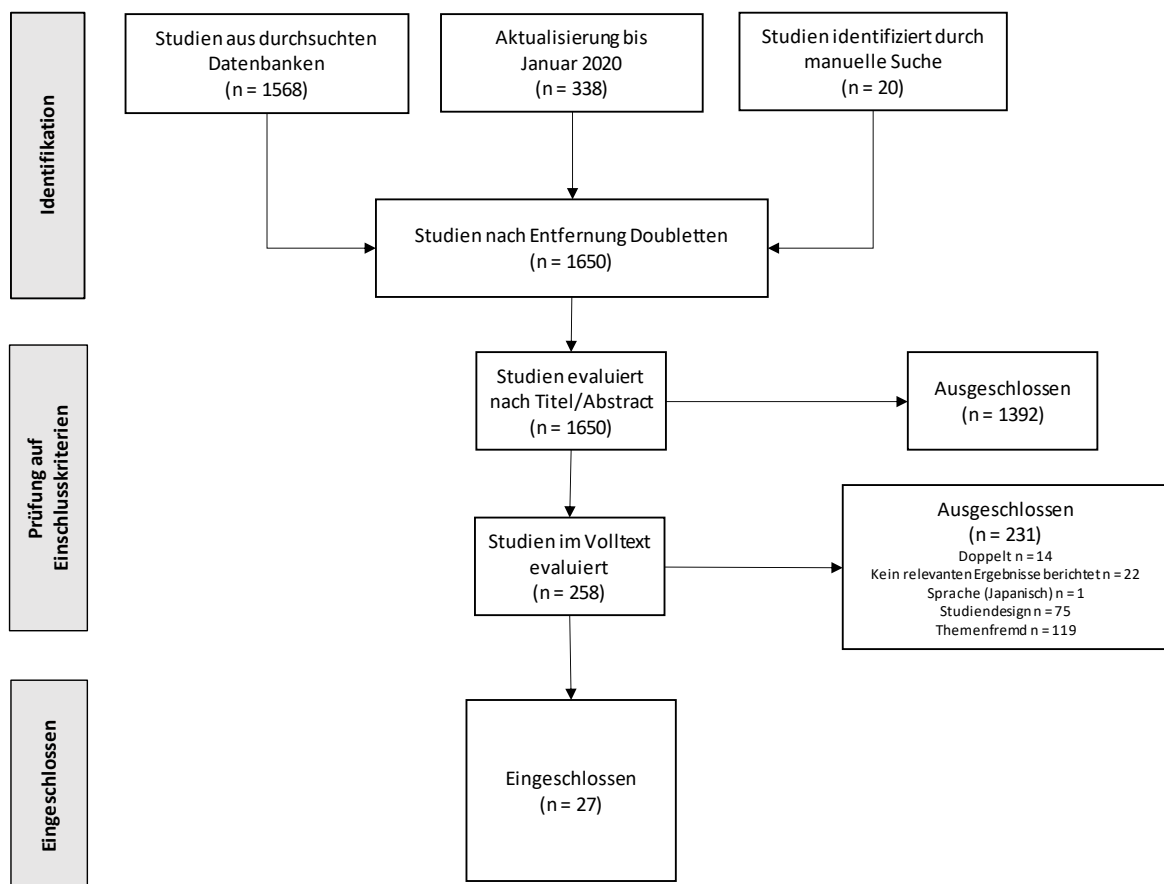 Identifikation
Studien aus durchsuchten
Datenbanken
(n = 1568)
Aktualisierung bis
Januar 2020
(n = 338)
Studien identifiziert durch
manuelle Suche
(n = 20)
Studien nach Entfernung Doubletten
(n = 1650)
Prüfung auf
Einschlusskriterien
Studien evaluiert
nach Titel/Abstract
(n = 1650)
Ausgeschlossen
(n = 1392)
Studien im Volltext
evaluiert
(n = 258)
Ausgeschlossen
(n = 231)
Doppelt n = 14
Kein relevanten Ergebnisse berichtet n = 22
Sprache (Japanisch) n = 1
Studiendesign n = 75
Themenfremd n = 119
Eingeschlossen
Eingeschlossen
(n = 27)